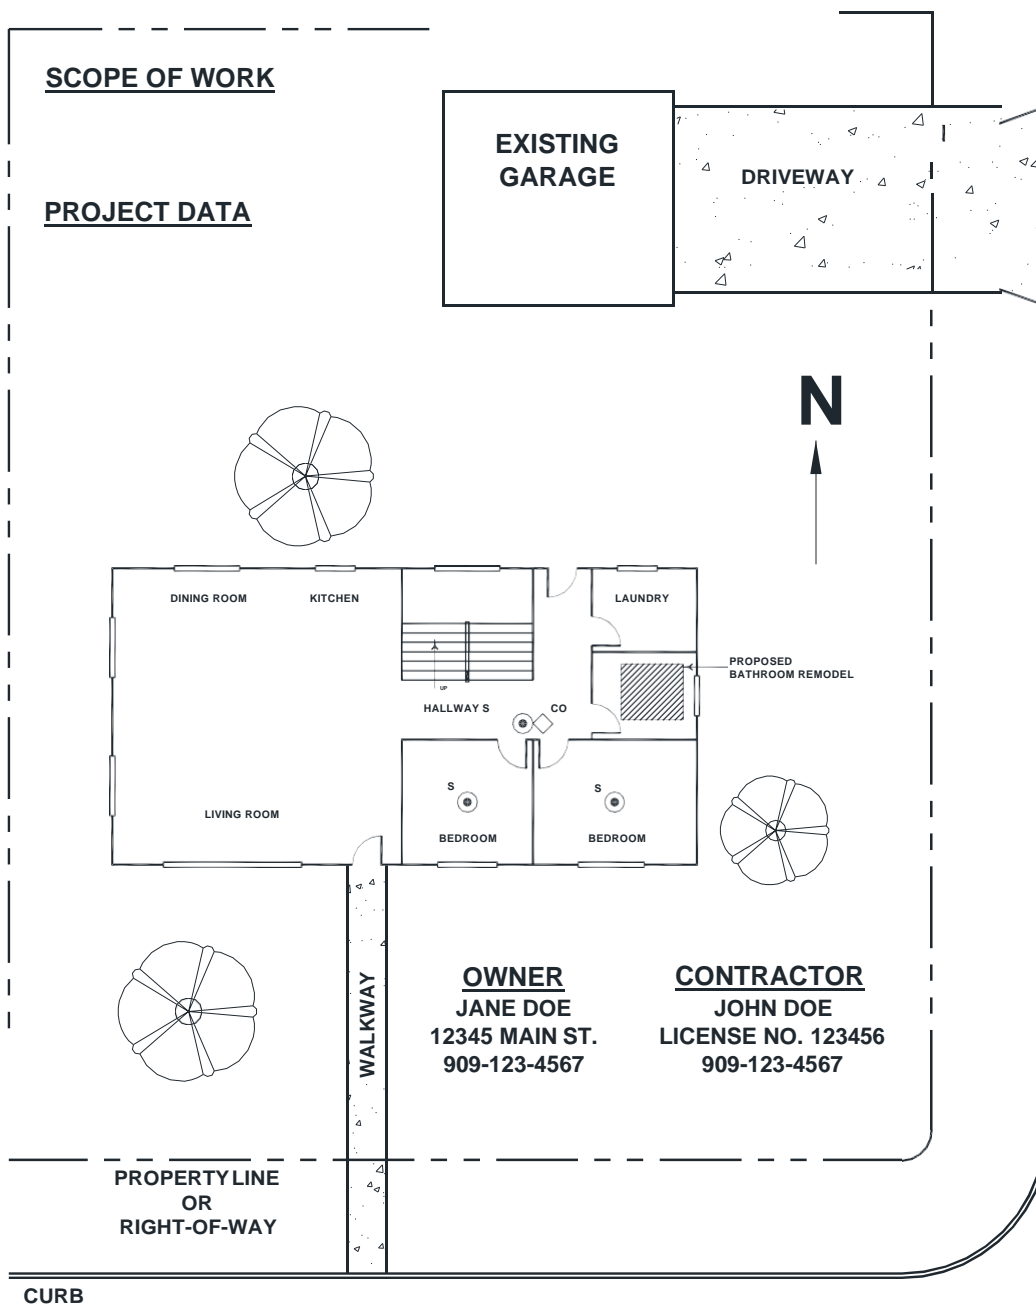 SCOPE OF WORK
EXISTING
GARAGE
DRIVEWAY
PROJECT DATA
N
DINING ROOM
KITCHEN
LAUNDRY
UP
PROPOSED
BATHROOM REMODEL
HALLWAY S
CO
S
S
LIVING ROOM
BEDROOM
BEDROOM
WALKWAY
OWNER
JANE DOE
12345 MAIN ST.
909-123-4567
CONTRACTOR
JOHN DOE
LICENSE NO. 123456
909-123-4567
PROPERTY LINE
OR
RIGHT-OF-WAY
CURB